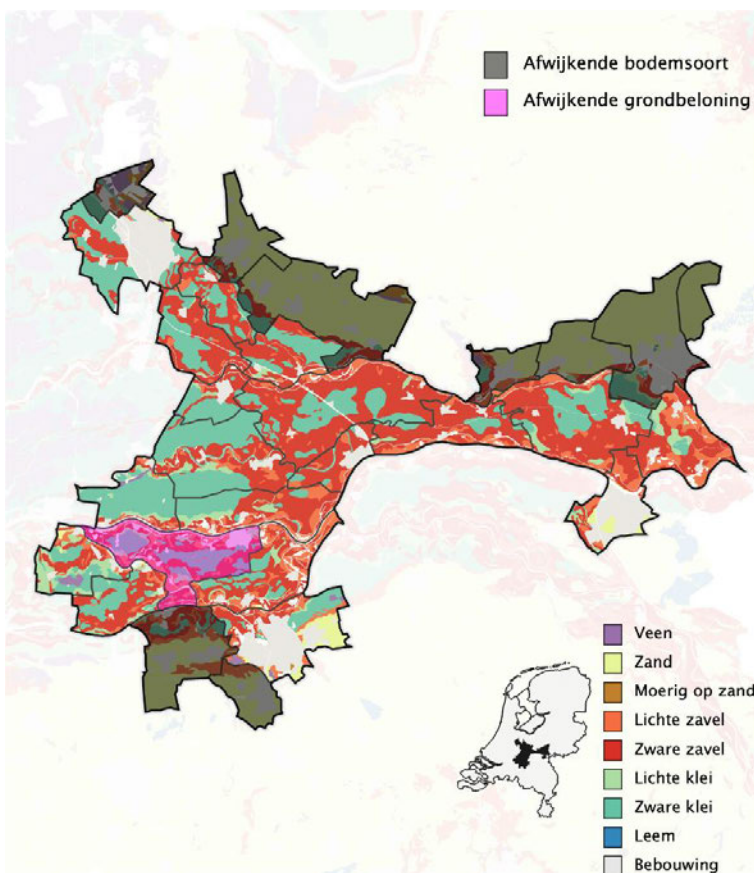 Afwijkende bodemsoort
Afwijkende grondbeloning
Veen
Zand
Moerig op zand
Lichte zavel
Zware zavel
Lichte klei
Zware klei
Leem
Bebouwing